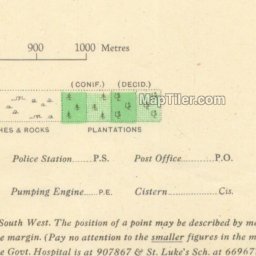 900 1000 Metres
(CONIF.) (DECID.)
MapTiler.com
& ROCKS PLANTATIONS
Police Station P.S. Post Office P.O.
Pumping Engine P.E. Cistern Cis.
South West. The position of a point may be described by
margin. (Pay no attention to the smaller figures in the
Govt. Hospital is at 907867 & St. Luke's Sch. at 66967